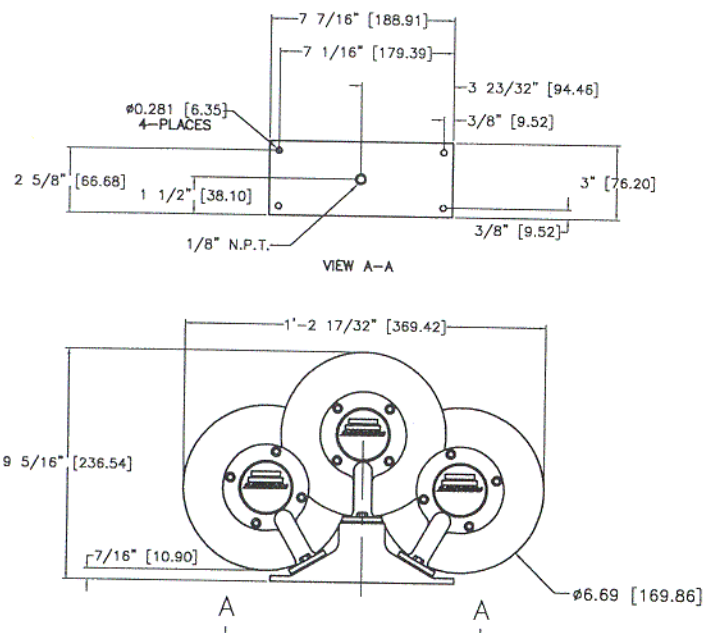 7 7/16" [188.91]
7 1/16" [179.39]
3 23/32" [94.46]
ø0.281 [6.35]
4-PLACES
3/8" [9.52]
2 5/8" [66.68]
1 1/2" [38.10]
3" [76.20]
1/8" N.P.T.
3/8" [9.52]
VIEW A-A
1'-2 17/32" [369.42]
9 5/16" [236.54]
7/16" [10.90]
ø6.69 [169.86]
A
A